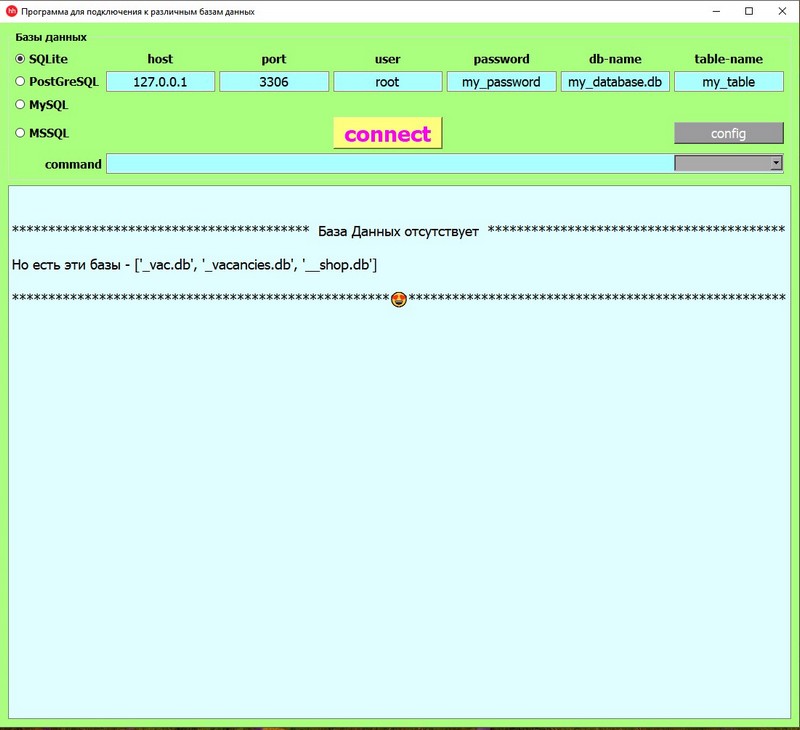 hh Программа для подключения к различным базам данных
Базы данных
SQLite host port user password db-name table-name
PostGreSQL 127.0.0.1 3306 root my_password my_database.db my_table
MySQL
MSSQL connect config
command
****************************************** База Данных отсутствует ******************************************
Но есть эти базы - ['_vac.db', '_vacancies.db', '__shop.db']
*****************************************************🤩*****************************************************